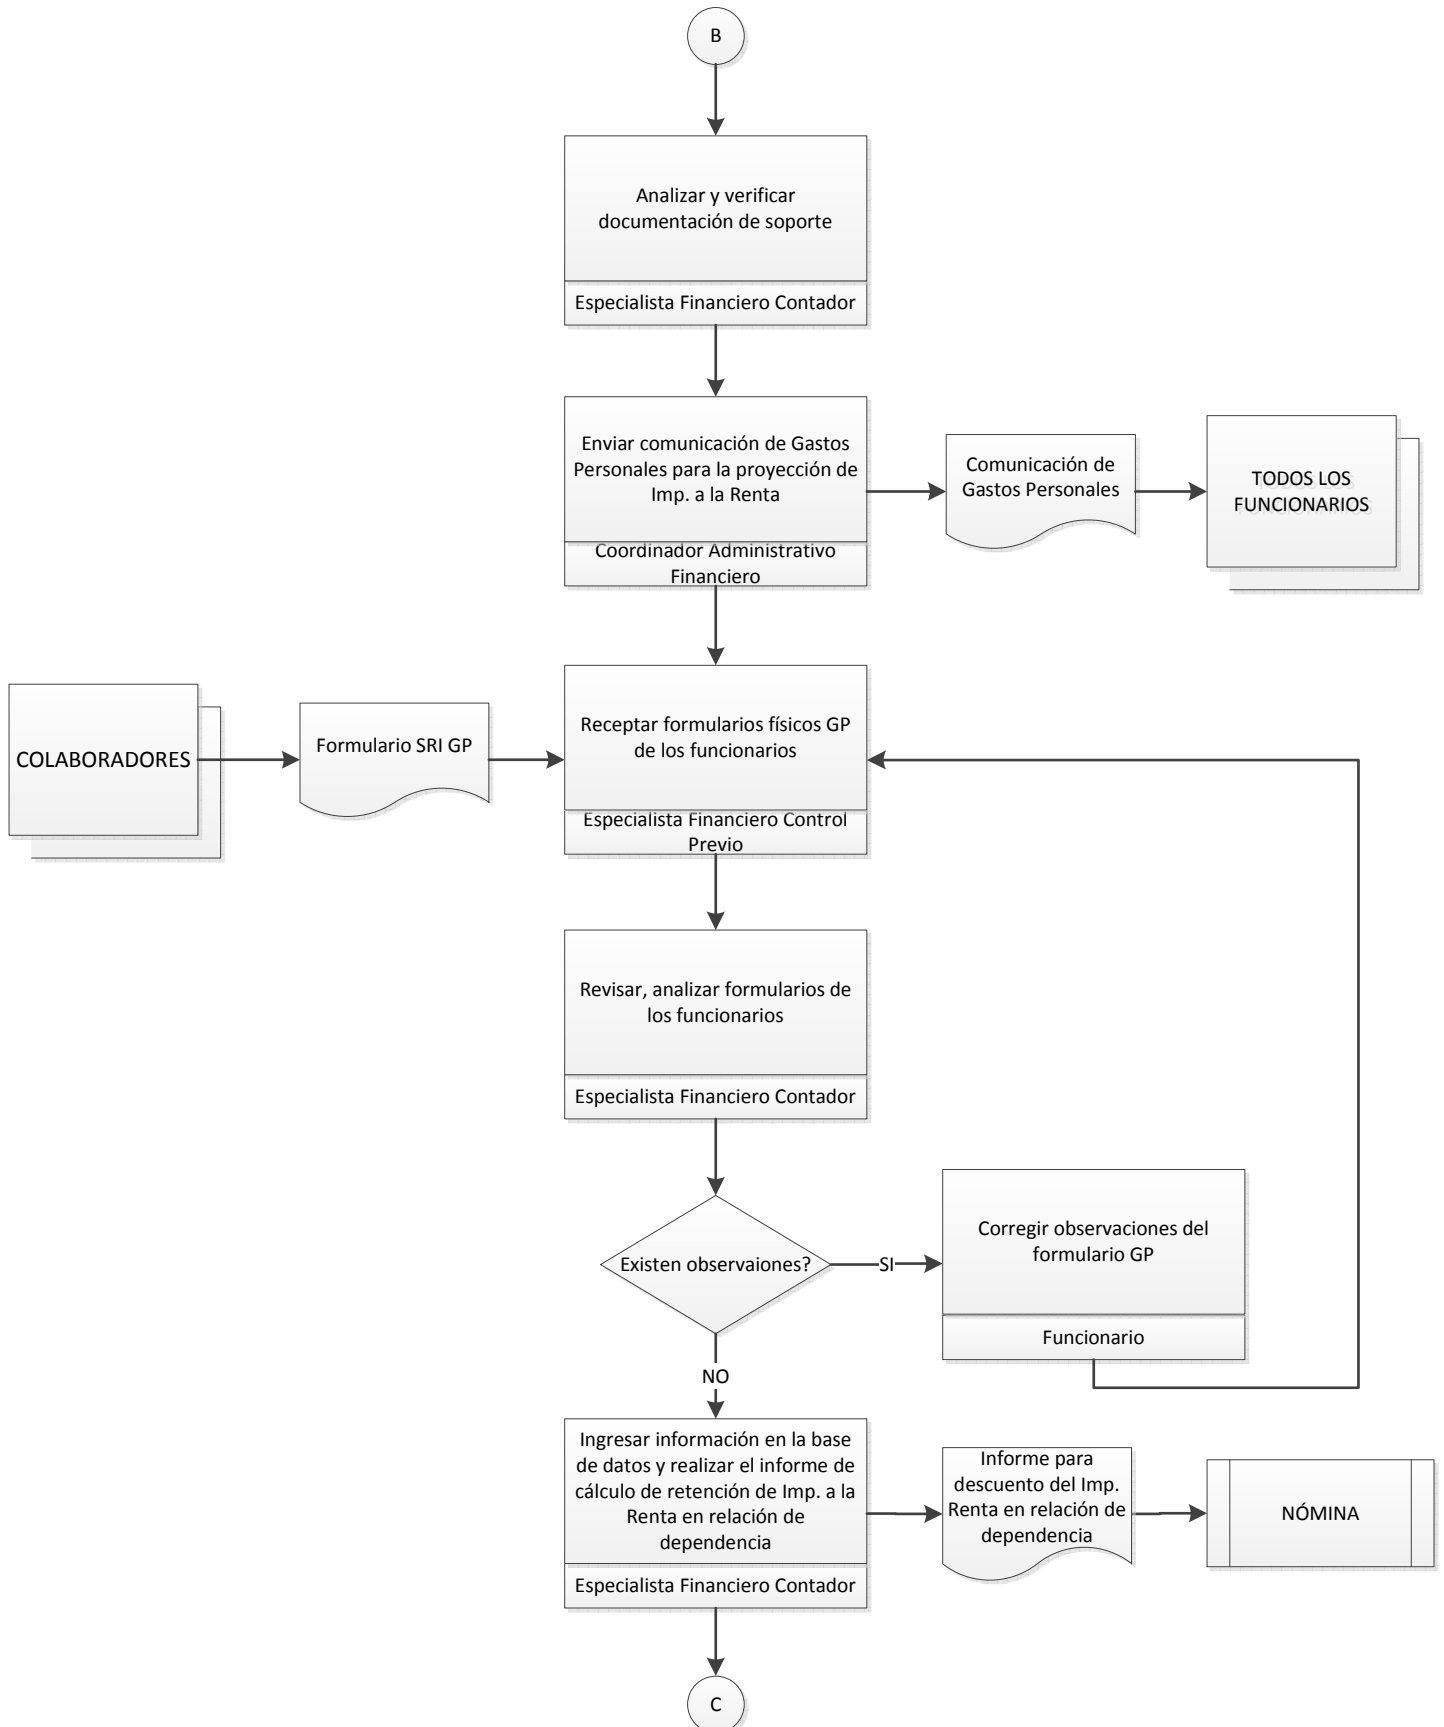 B
Analizar y verificar
documentación de soporte
Especialista Financiero Contador
Enviar comunicación de Gastos
Personales para la proyección de
Imp. a la Renta
Coordinador Administrativo
Financiero
Comunicación de
Gastos Personales
TODOS LOS
FUNCIONARIOS
COLABORADORES
Formulario SRI GP
Receptar formularios físicos GP
de los funcionarios
Especialista Financiero Control
Previo
Revisar, analizar formularios de
los funcionarios
Especialista Financiero Contador
Existen observaiones?
SI
Corregir observaciones del
formulario GP
Funcionario
NO
Ingresar información en la base
de datos y realizar el informe de
cálculo de retención de Imp. a la
Renta en relación de
dependencia
Especialista Financiero Contador
Informe para
descuento del Imp.
Renta en relación de
dependencia
NÓMINA
C